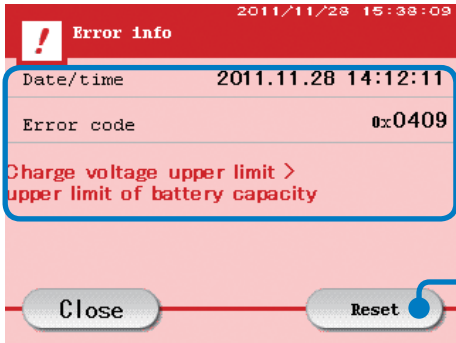 2011/11/28 15:38:09
! Error info
Date/time 2011.11.28 14:12:11
Error code 0x0409
Charge voltage upper limit >
upper limit of battery capacity
Close Reset